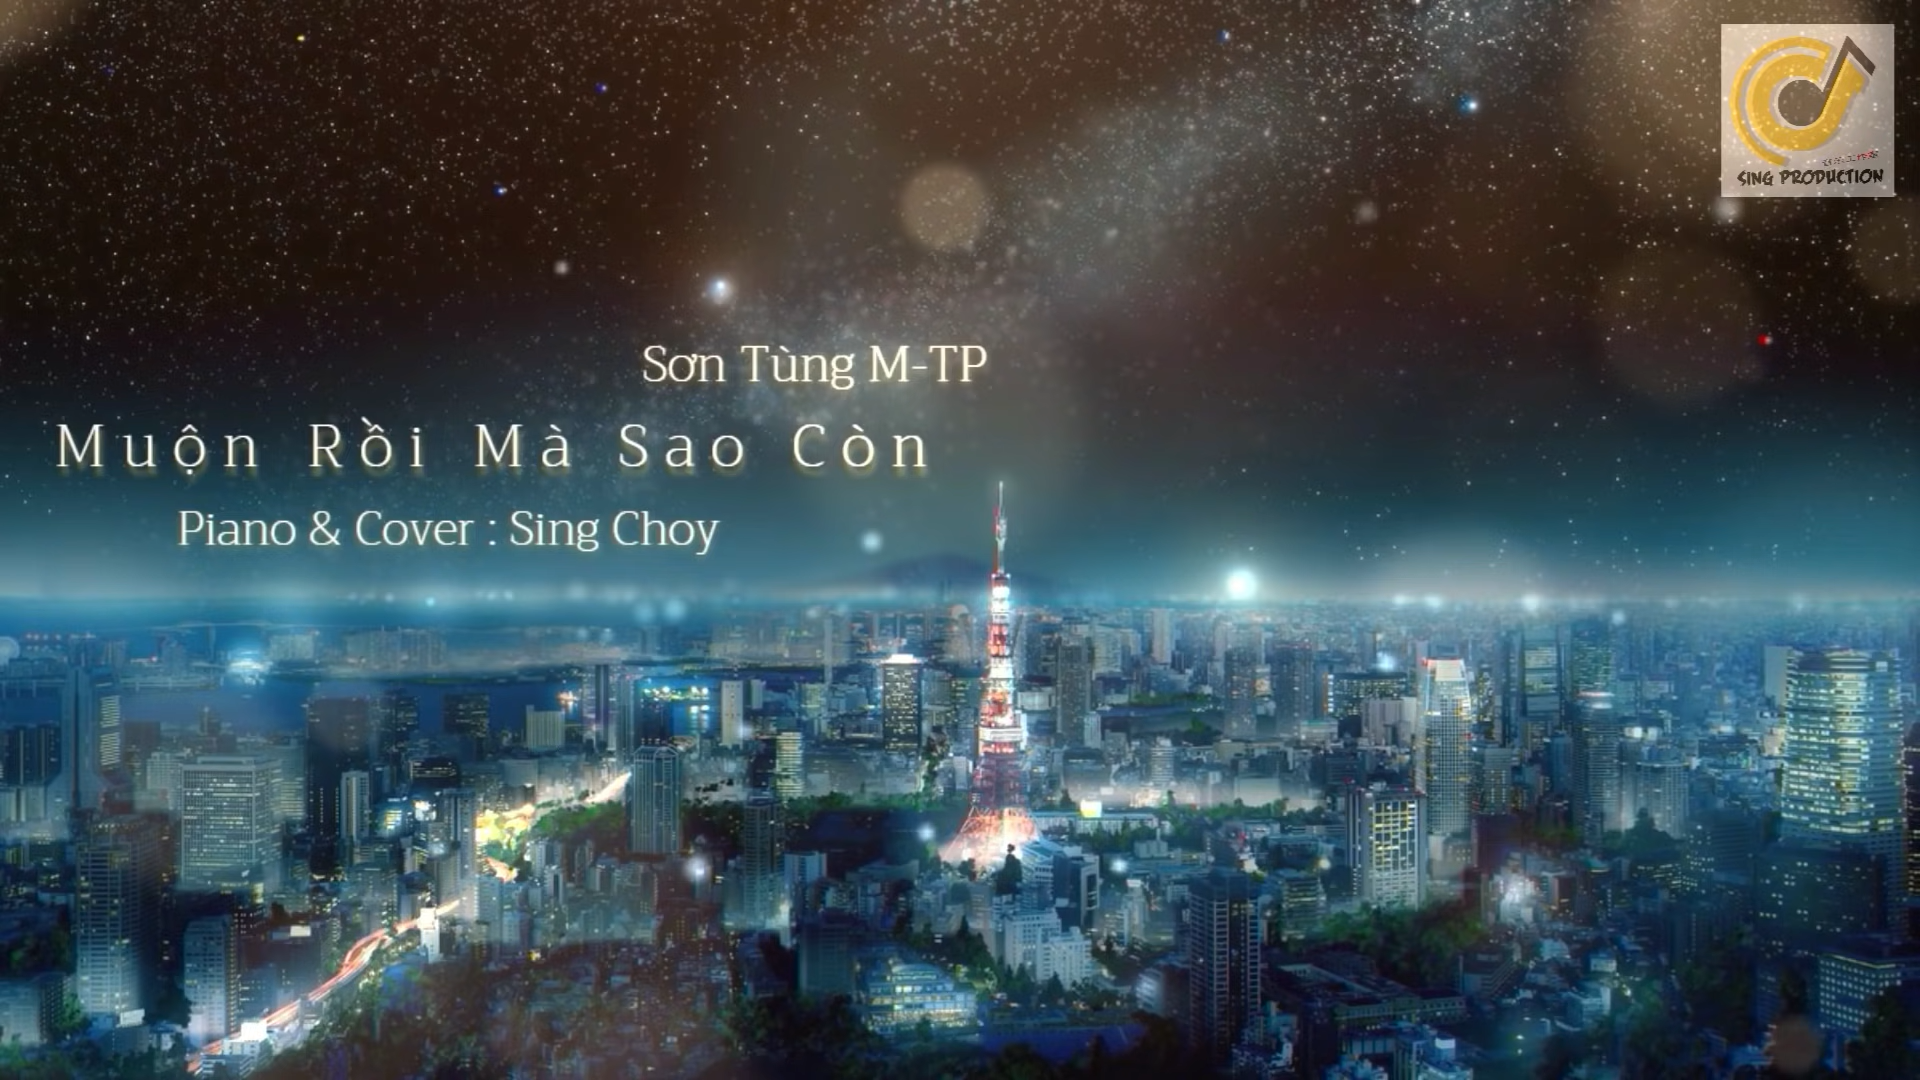 SING PRODUCTION
Sơn Tùng M-TP
Muộn Rồi Mà Sao Còn
Piano & Cover : Sing Choy